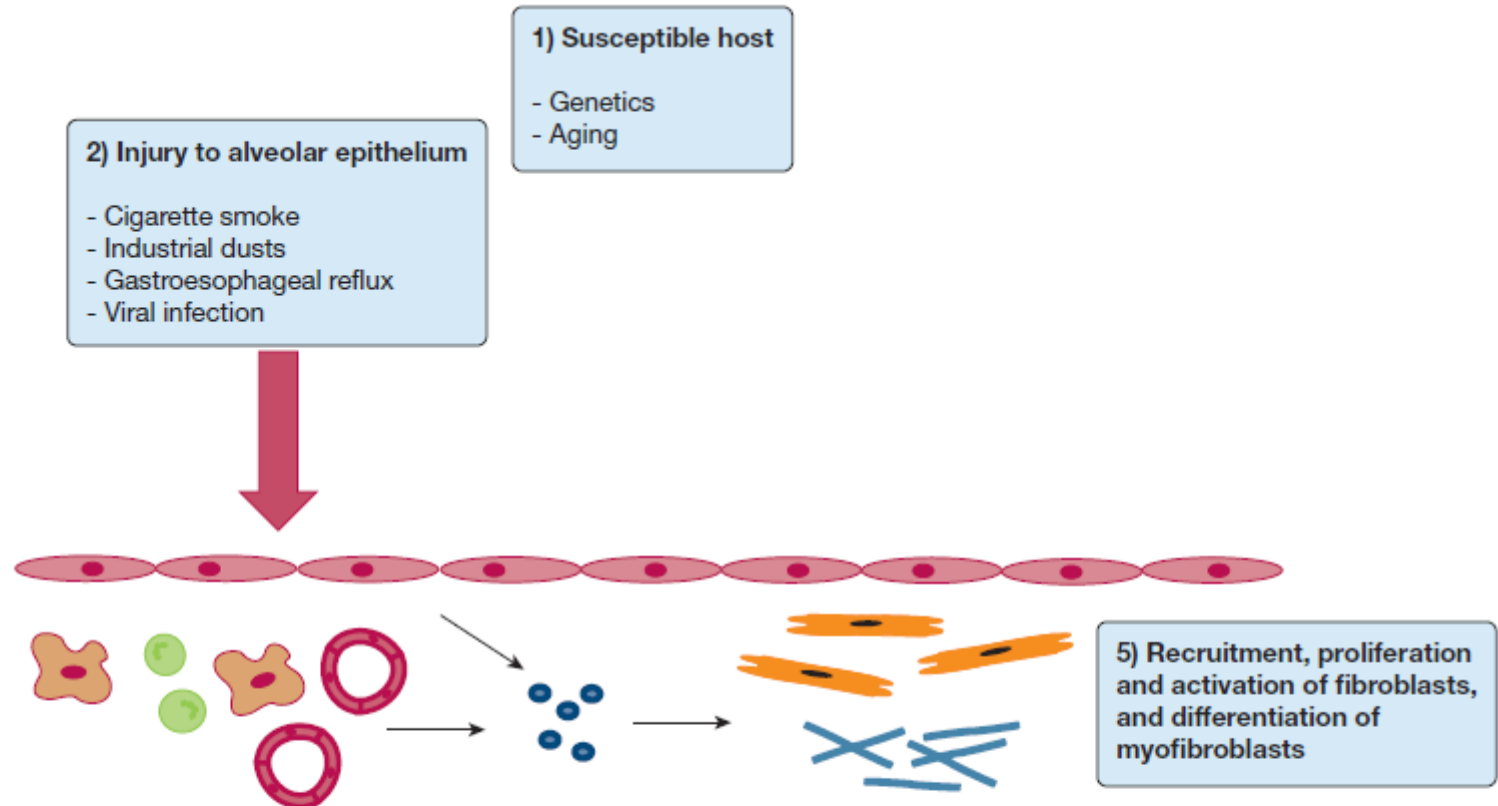 1) Susceptible host
- Genetics
- Aging
2) Injury to alveolar epithelium
- Cigarette smoke
- Industrial dusts
- Gastroesophageal reflux
- Viral infection
5) Recruitment, proliferation
and activation of fibroblasts,
and differentiation of
myofibroblasts